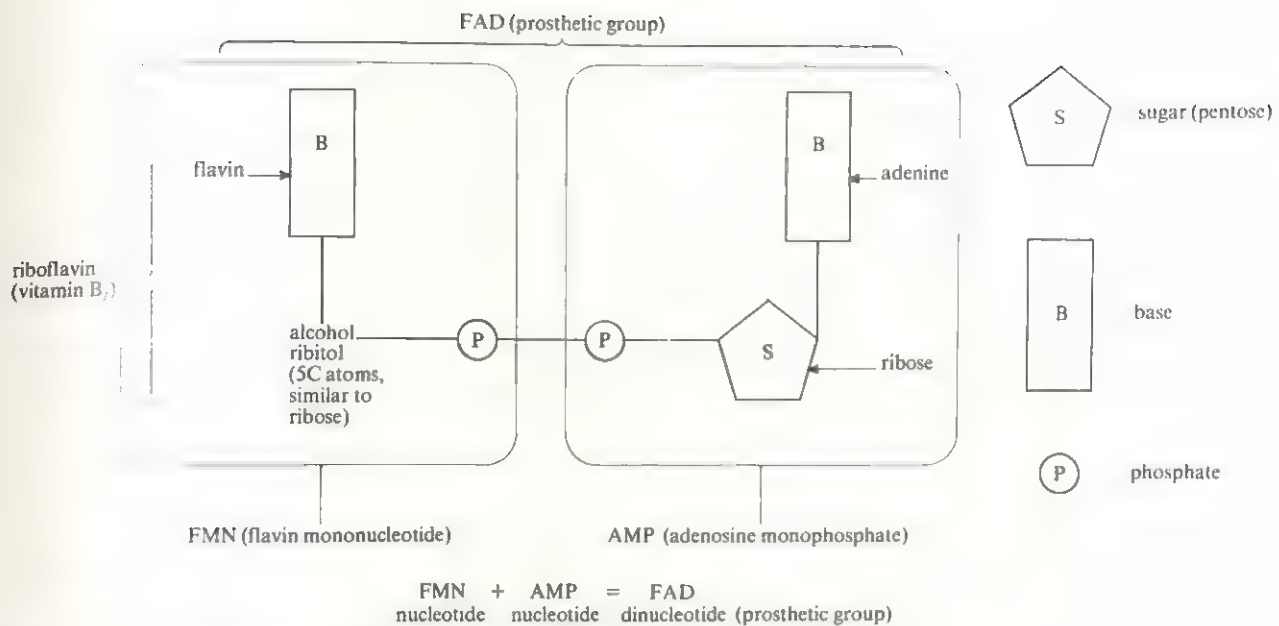 FAD (prosthetic group)
B
flavin
B
adenine
S
sugar (pentose)
riboflavin
(vitamin B₂)
alcohol
ribitol
(5C atoms,
similar to
ribose)
P
P
S
ribose
B
base
P
phosphate
FMN (flavin mononucleotide)
AMP (adenosine monophosphate)
FMN + AMP = FAD
nucleotide nucleotide dinucleotide (prosthetic group)